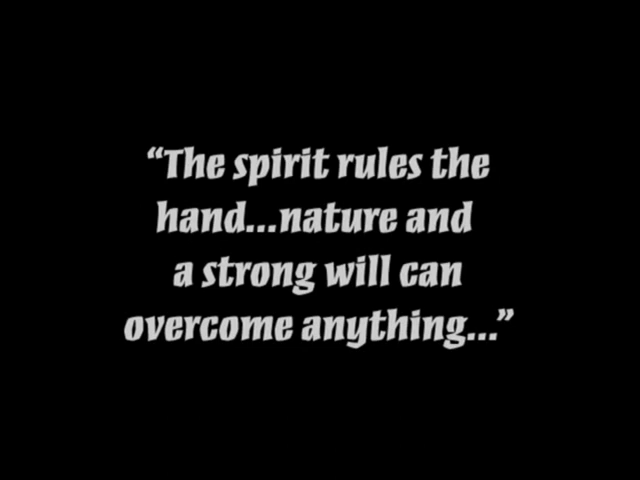 “The spirit rules the
hand...nature and
a strong will can
overcome anything...”